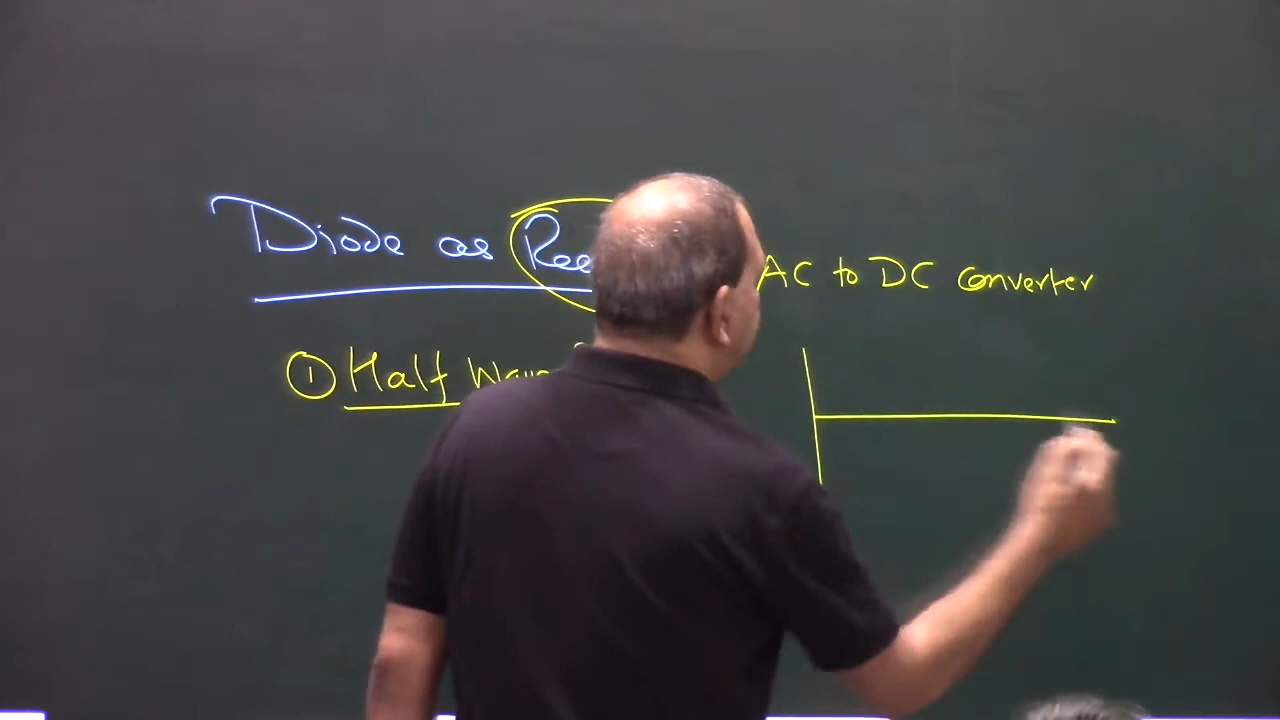 Diode as
AC to DC converter
① Half